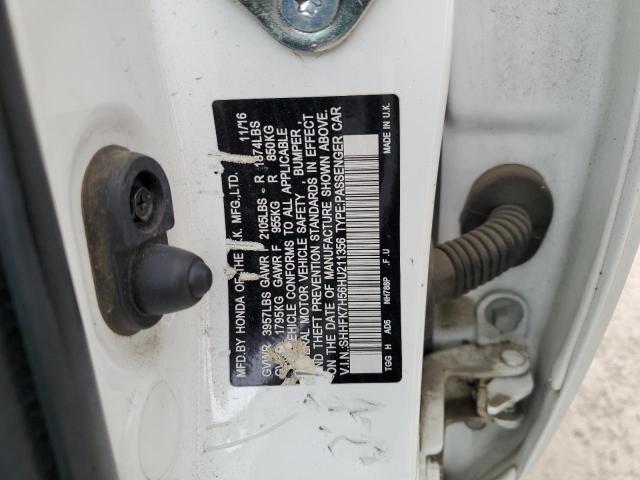 MFD.BY HONDA OF THE U.K. MFG.,LTD. 11/16
GVWR 3957LBS GAWR F 2105LBS R 1874LBS
GVWR 1795KG GAWR F 955KG R 850KG
VEHICLE CONFORMS TO ALL APPLICABLE
MOTOR VEHICLE SAFETY , BUMPER ,
AND THEFT PREVENTION STANDARDS IN EFFECT
ON THE DATE OF MANUFACTURE SHOWN ABOVE.
V.I.N.:SHHFK7H56HU211356 TYPE:PASSENGER CAR
TGG H AD5 NH788P .F.U MADE IN U.K.